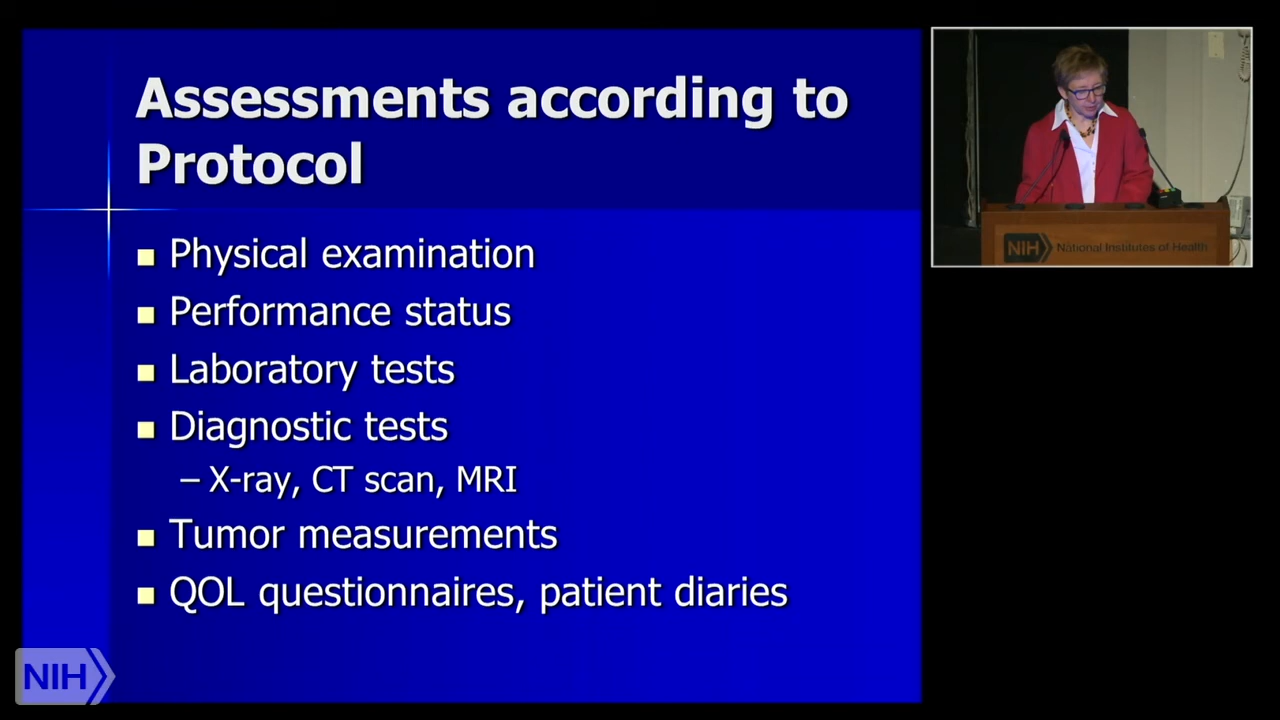 Assessments according to
Protocol
Physical examination
Performance status
Laboratory tests
Diagnostic tests
– X-ray, CT scan, MRI
Tumor measurements
QOL questionnaires, patient diaries
NIH
NIH National Institutes of Health